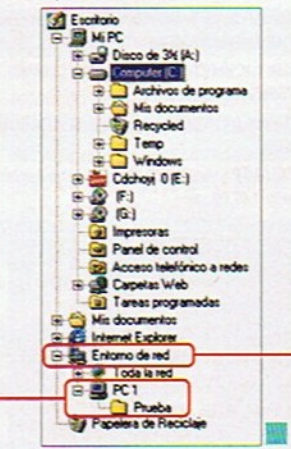 Escritorio
Mi PC
Disco de 3½ (A:)
Computer (C:)
Archivos de programa
Mis documentos
Recycled
Temp
Windows
Cdchoyj_0 (E:)
(F:)
(G:)
Impresoras
Panel de control
Acceso telefónico a redes
Carpetas Web
Tareas programadas
Mis documentos
Internet Explorer
Entorno de red
Toda la red
PC 1
Prueba
Papelera de Reciclaje